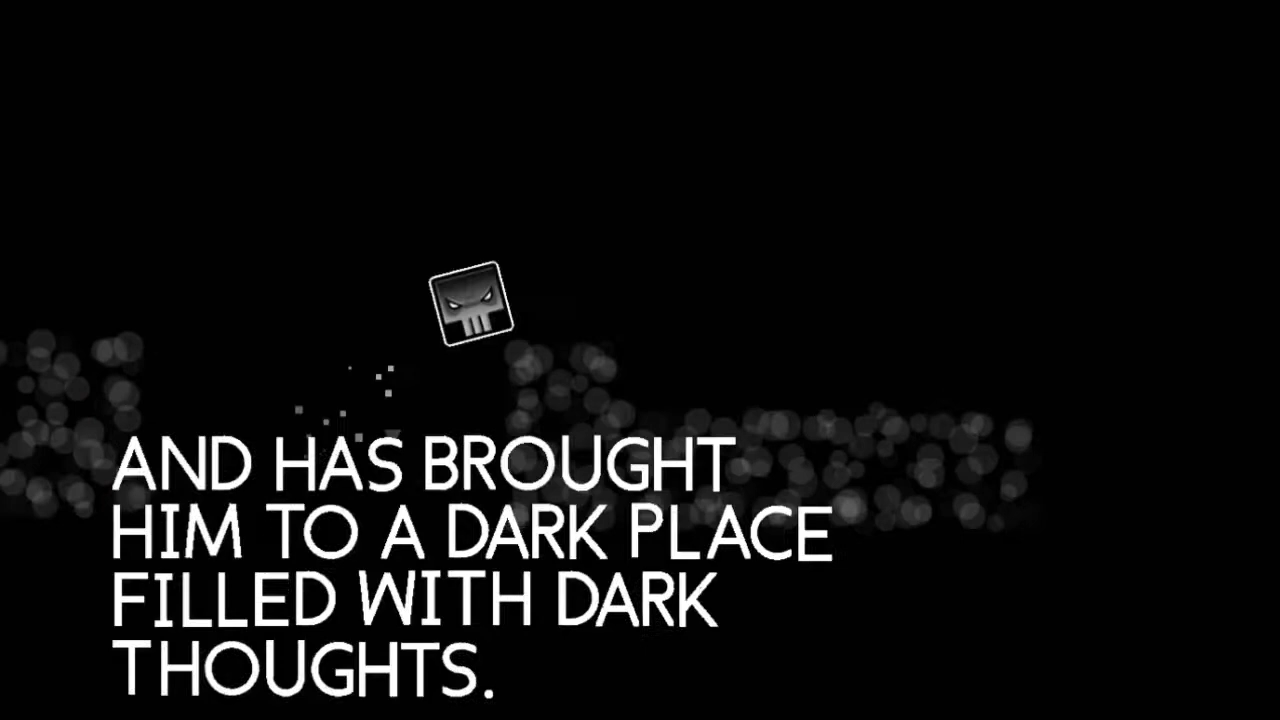 AND HAS BROUGHT
HIM TO A DARK PLACE
FILLED WITH DARK
THOUGHTS.